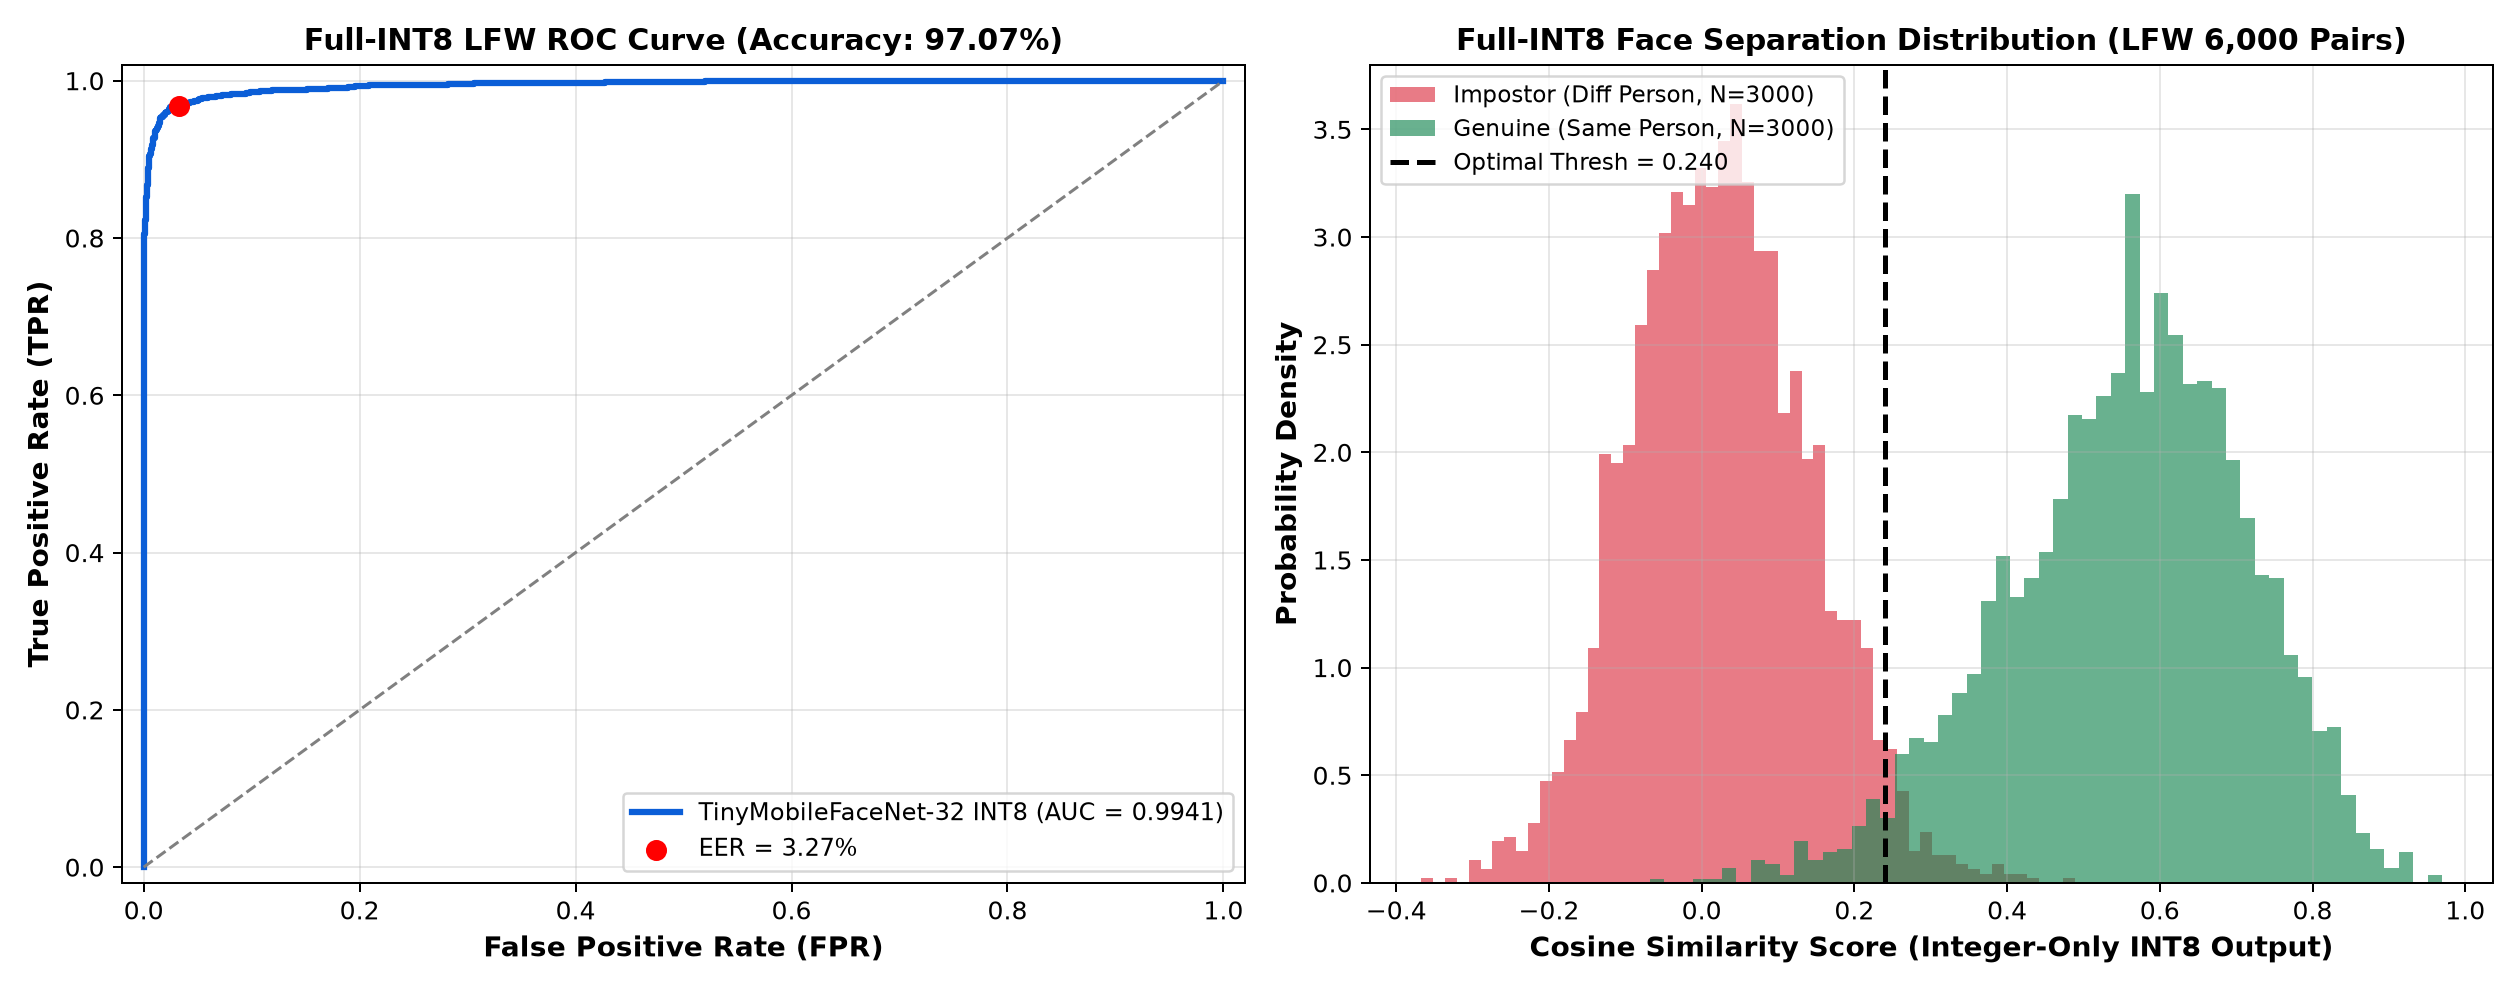 Full-INT8 LFW ROC Curve (Accuracy: 97.07%)
True Positive Rate (TPR)
1.0
0.8
0.6
0.4
0.2
0.0
TinyMobileFaceNet-32 INT8 (AUC = 0.9941)
EER = 3.27%
0.0 0.2 0.4 0.6 0.8 1.0
False Positive Rate (FPR)
Full-INT8 Face Separation Distribution (LFW 6,000 Pairs)
Impostor (Diff Person, N=3000)
Genuine (Same Person, N=3000)
Optimal Thresh = 0.240
Probability Density
3.5
3.0
2.5
2.0
1.5
1.0
0.5
0.0
−0.4 −0.2 0.0 0.2 0.4 0.6 0.8 1.0
Cosine Similarity Score (Integer-Only INT8 Output)